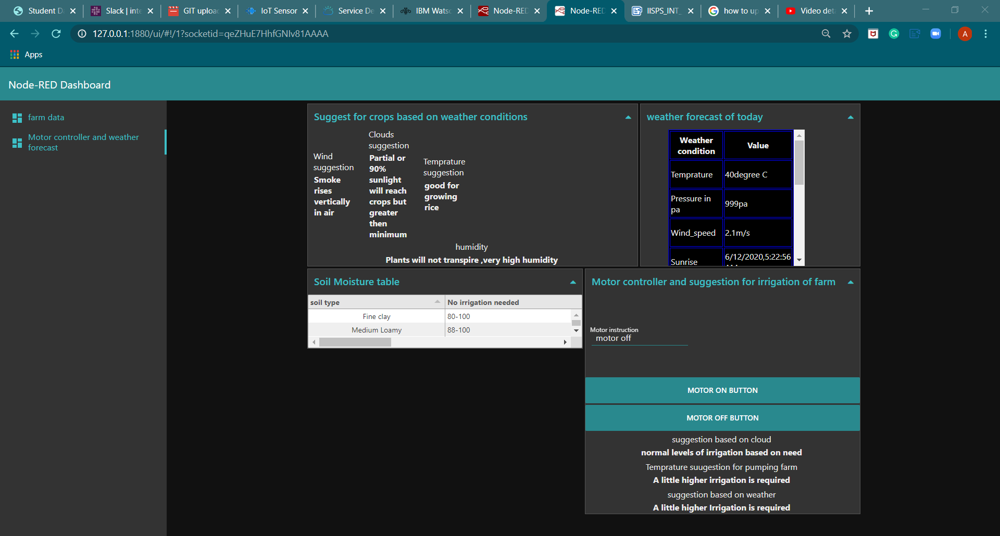 Student D
Slack | inte
GIT uploa
IoT Sensor
Service De
IBM Wats
Node-RED
Node-RED
IISPS_INT_
how to up
Video det
127.0.0.1:1880/ui/#!/1?socketid=qeZHuE7HhfGNIv81AAAA
A
Apps
Node-RED Dashboard
farm data
Motor controller and weather
forecast
Suggest for crops based on weather conditions
Wind
suggestion
Smoke
rises
vertically
in air
Clouds
suggestion
Partial or
90%
sunlight
will reach
crops but
greater
then
minimum
Temprature
suggestion
good for
growing
rice
humidity
Plants will not transpire ,very high humidity
weather forecast of today
Weather
condition
Value
Temprature
40degree C
Pressure in
pa
999pa
Wind_speed
2.1m/s
Sunrise
6/12/2020,5:22:56
Soil Moisture table
soil type
No irrigation needed
Fine clay
80-100
Medium Loamy
88-100
Motor controller and suggestion for irrigation of farm
Motor instruction
motor off
MOTOR ON BUTTON
MOTOR OFF BUTTON
suggestion based on cloud
normal levels of irrigation based on need
Temprature suugestion for pumping farm
A little higher irrigation is required
suggestion based on weather
A little higher Irrigation is required